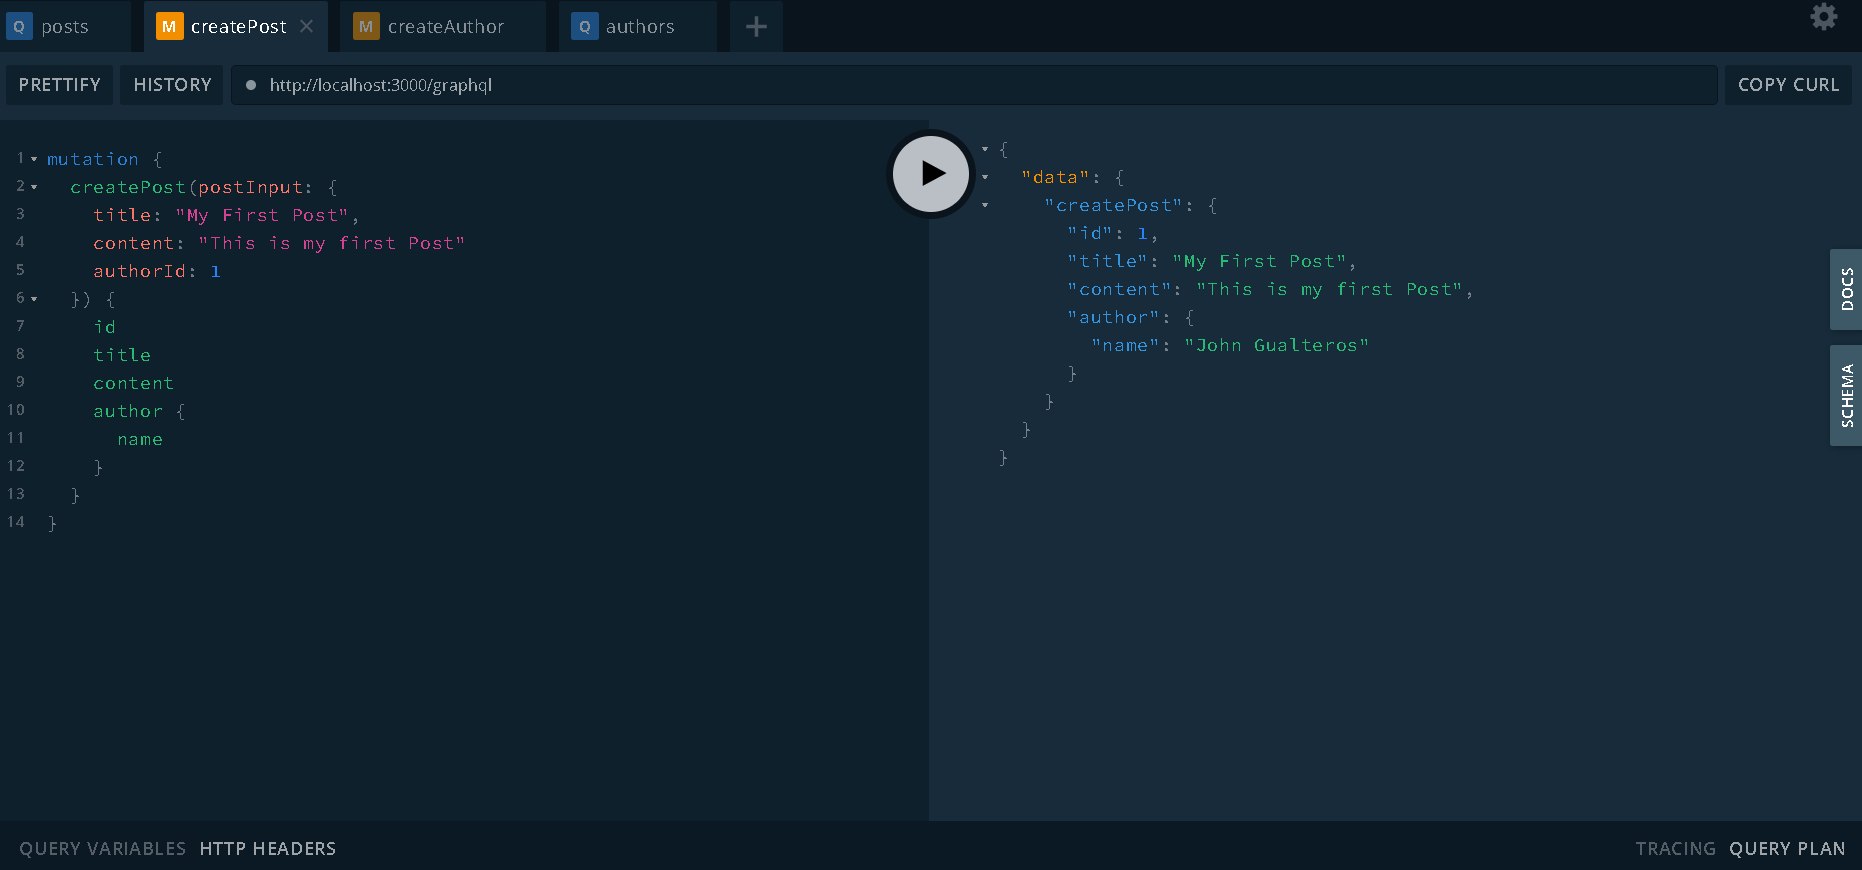 Q posts M createPost × M createAuthor Q authors +
PRETTIFY HISTORY http://localhost:3000/graphql COPY CURL
1 mutation {
2 createPost(postInput: {
3 title: "My First Post",
4 content: "This is my first Post"
5 authorId: 1
6 }) {
7 id
8 title
9 content
10 author {
11 name
12 }
13 }
14 }
{
"data": {
"createPost": {
"id": 1,
"title": "My First Post",
"content": "This is my first Post",
"author": {
"name": "John Gualteros"
}
}
}
}
DOCS
SCHEMA
QUERY VARIABLES HTTP HEADERS TRACING QUERY PLAN